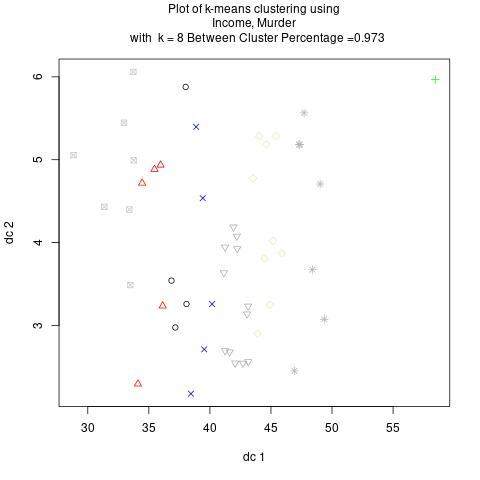 Plot of k-means clustering using
Income, Murder
with k = 8 Between Cluster Percentage =0.973
6
5
4
3
dc 2
30 35 40 45 50 55
dc 1